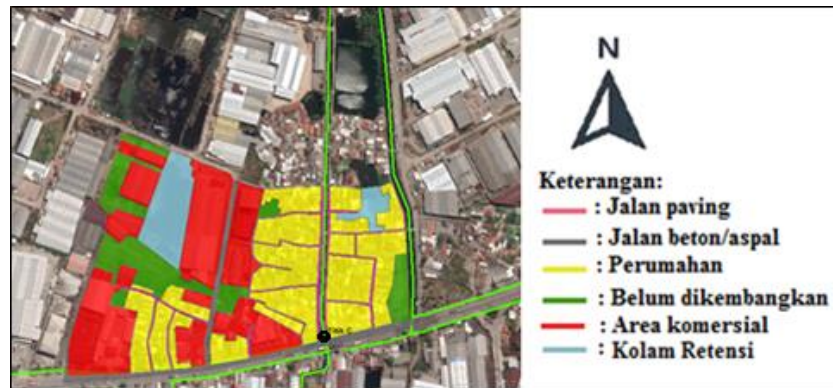 N
Keterangan:
: Jalan paving
: Jalan beton/aspal
: Perumahan
: Belum dikembangkan
: Area komersial
: Kolam Retensi